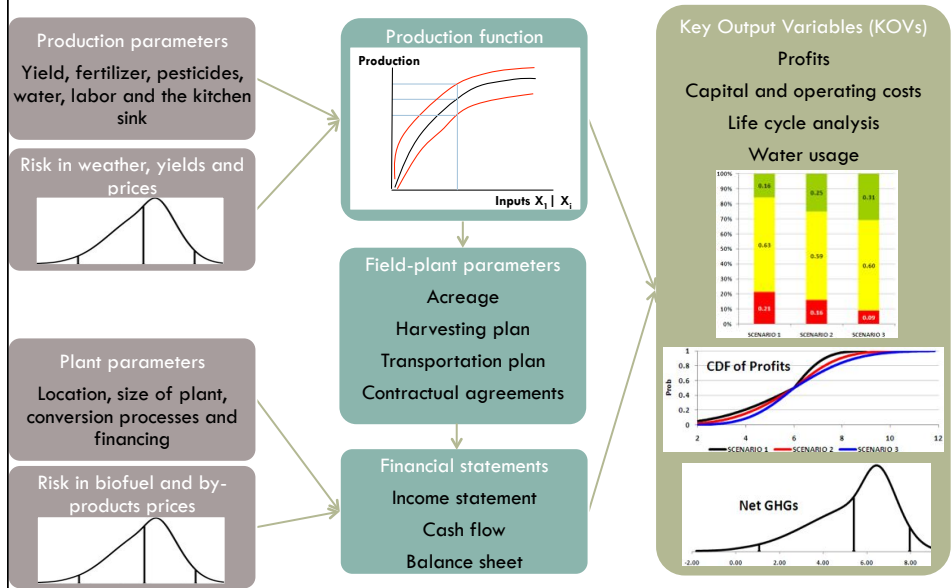 Production parameters
Yield, fertilizer, pesticides,
water, labor and the kitchen
sink
Risk in weather, yields and
prices
Plant parameters
Location, size of plant,
conversion processes and
financing
Risk in biofuel and by-
products prices
Production function
Production
Inputs X1 | Xi
Field-plant parameters
Acreage
Harvesting plan
Transportation plan
Contractual agreements
Financial statements
Income statement
Cash flow
Balance sheet
Key Output Variables (KOVs)
Profits
Capital and operating costs
Life cycle analysis
Water usage
100%
90%
80%
70%
60%
50%
40%
30%
20%
10%
0%
0.16 0.25 0.31
0.63 0.59 0.60
0.21 0.16 0.09
SCENARIO 1 SCENARIO 2 SCENARIO 3
CDF of Profits
Prob
1
0.8
0.6
0.4
0.2
0
2 4 6 8 10 12
SCENARIO 1 SCENARIO 2 SCENARIO 3
Net GHGs
-2.00 0.00 2.00 4.00 6.00 8.00